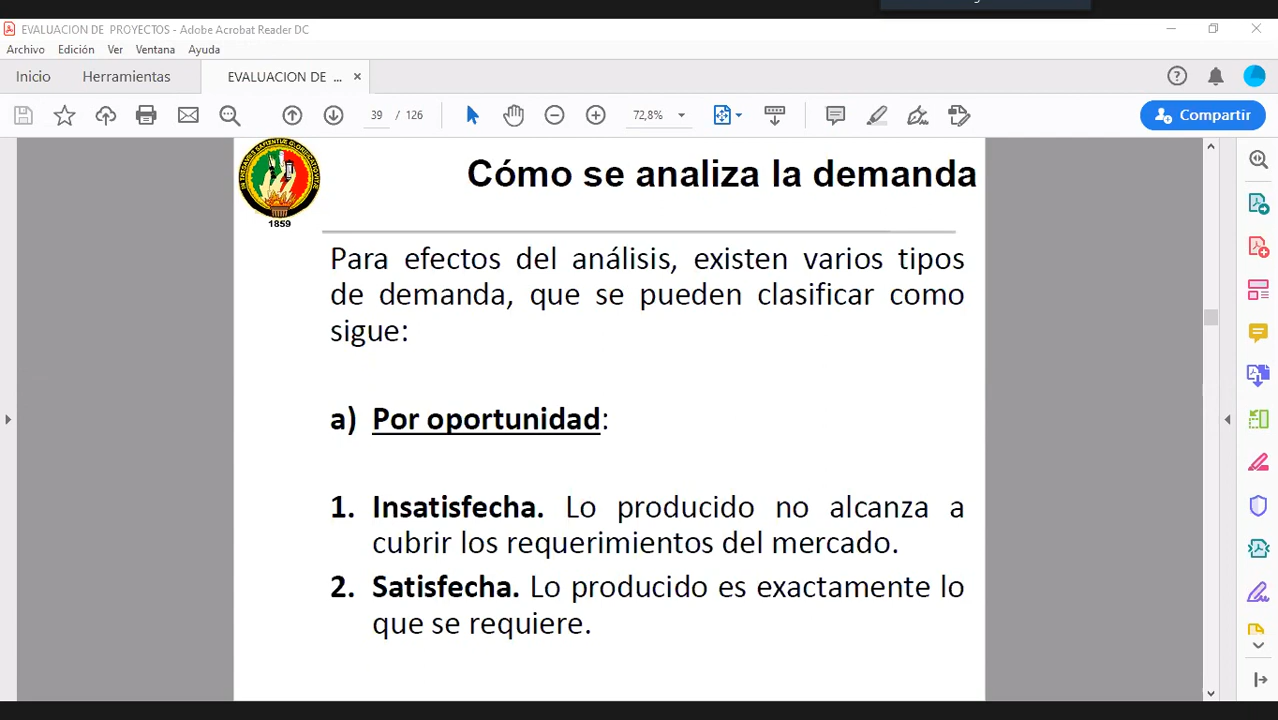 EVALUACION DE PROYECTOS - Adobe Acrobat Reader DC
Archivo Edición Ver Ventana Ayuda
Inicio Herramientas EVALUACION DE ... ×
39 / 126 72,8% Compartir
Cómo se analiza la demanda
1859
Para efectos del análisis, existen varios tipos
de demanda, que se pueden clasificar como
sigue:
a) Por oportunidad:
1. Insatisfecha. Lo producido no alcanza a
cubrir los requerimientos del mercado.
2. Satisfecha. Lo producido es exactamente lo
que se requiere.